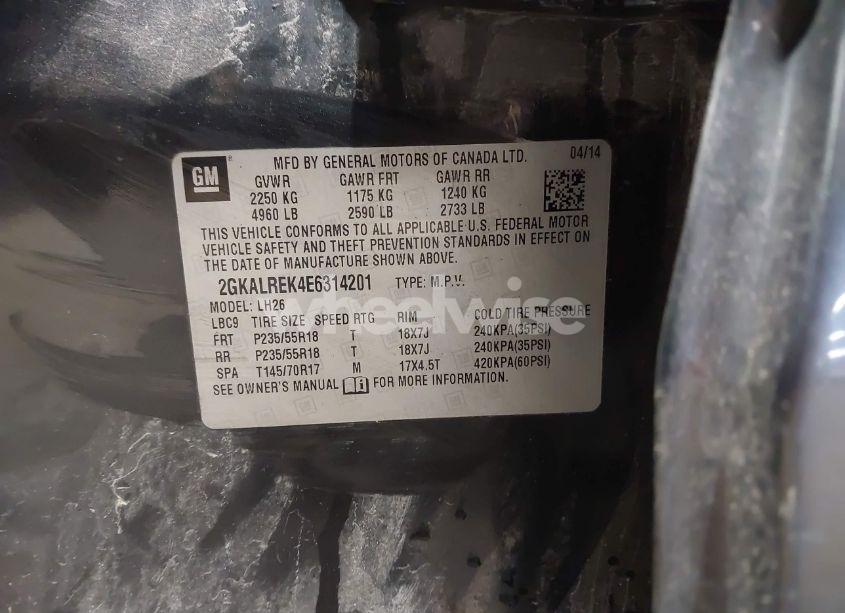 GM
MFD BY GENERAL MOTORS OF CANADA LTD. 04/14
GVWR GAWR FRT GAWR RR
2250 KG 1175 KG 1240 KG
4960 LB 2590 LB 2733 LB
THIS VEHICLE CONFORMS TO ALL APPLICABLE U.S. FEDERAL MOTOR
VEHICLE SAFETY AND THEFT PREVENTION STANDARDS IN EFFECT ON
THE DATE OF MANUFACTURE SHOWN ABOVE.
2GKALREK4E6314201 TYPE: M.P.V.
MODEL: LH26
wheelwise
LBC9 TIRE SIZE SPEED RTG RIM COLD TIRE PRESSURE
FRT P235/55R18 T 18X7J 240KPA(35PSI)
RR P235/55R18 T 18X7J 240KPA(35PSI)
SPA T145/70R17 M 17X4.5T 420KPA(60PSI)
SEE OWNER'S MANUAL FOR MORE INFORMATION.